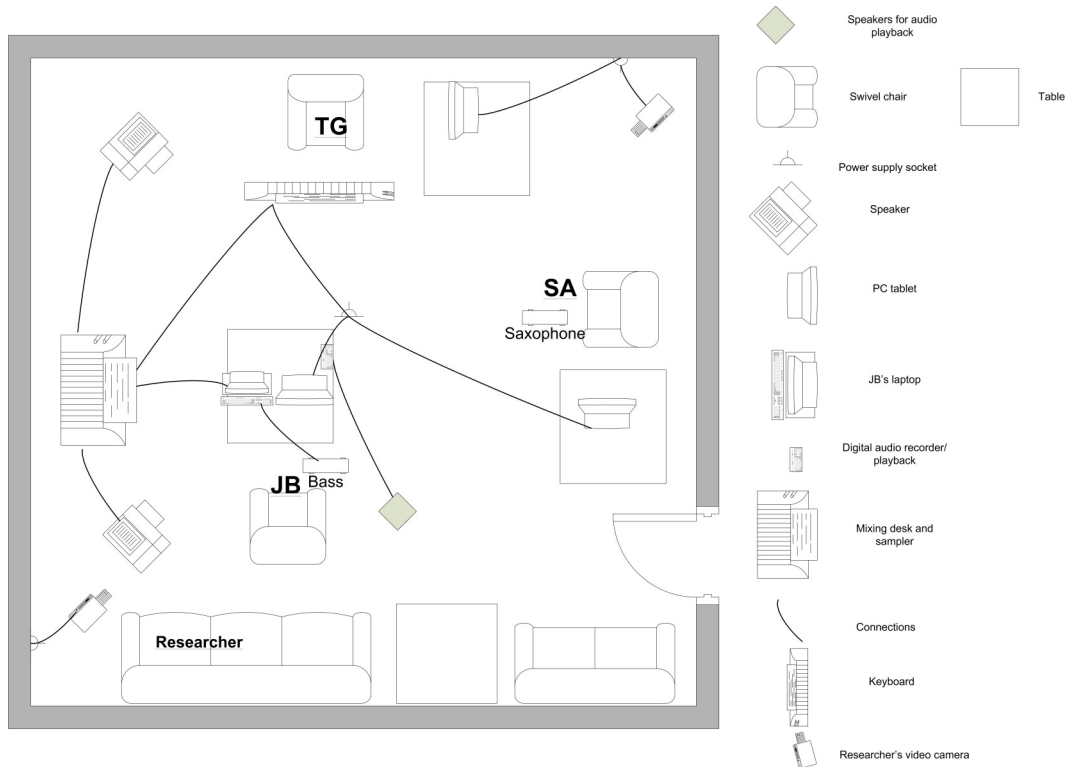 TG
SA
Saxophone
JB
Bass
Researcher
Speakers for audio
playback
Swivel chair
Table
Power supply socket
Speaker
PC tablet
JB's laptop
Digital audio recorder/
playback
Mixing desk and
sampler
Connections
Keyboard
Researcher's video camera